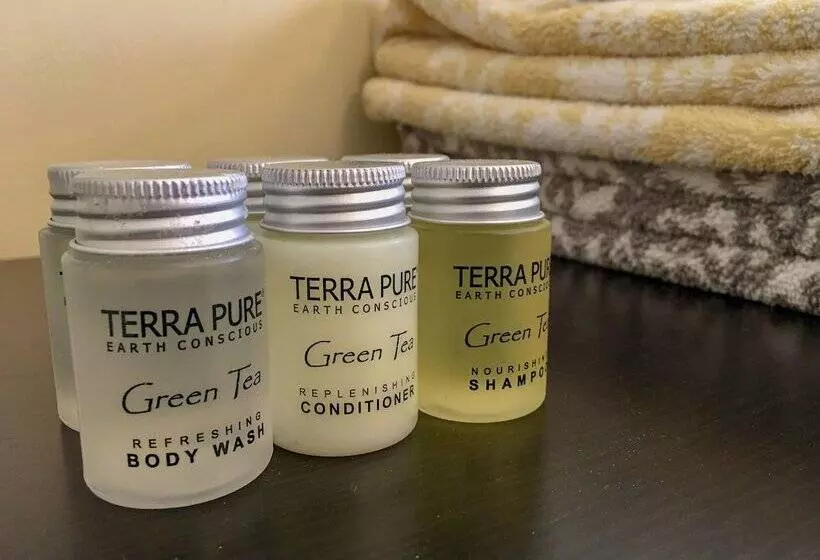 TERRA PURE
EARTH CONSCIOUS
Green Tea
REFRESHING
BODY WASH
TERRA PURE
EARTH CONSCIOUS
Green Tea
REPLENISHING
CONDITIONER
TERRA PUR
EARTH CONSCIOUS
Green Tea
NOURISHING
SHAMPOO